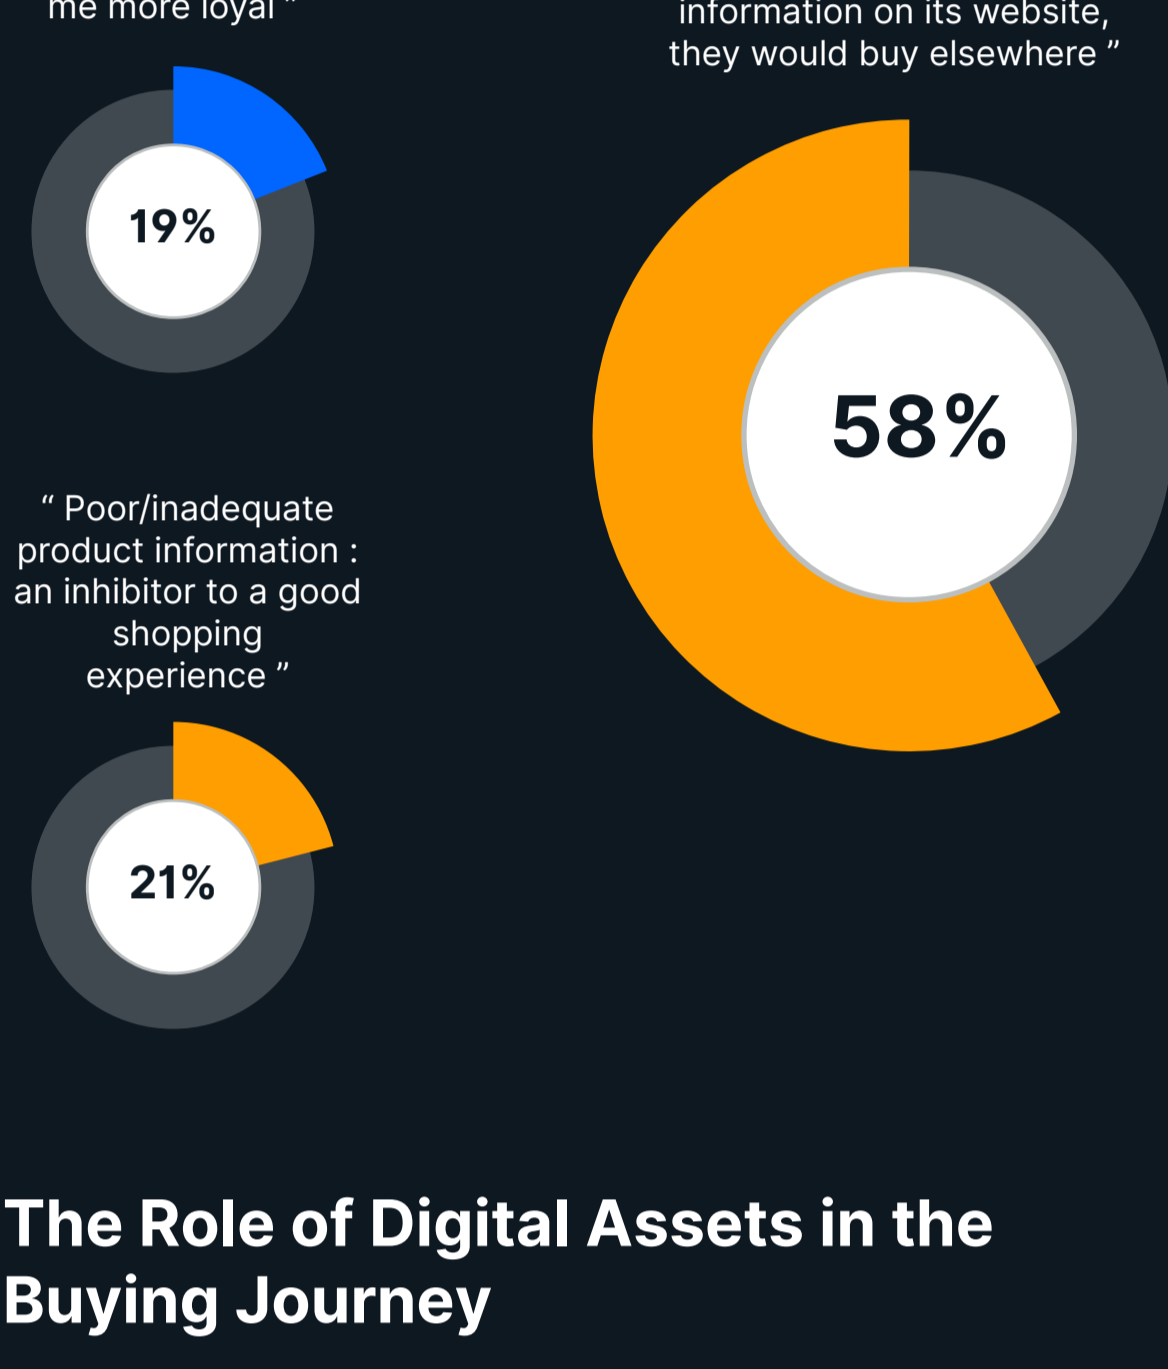 me more loyal ”
19%
“ Poor/inadequate
product information :
an inhibitor to a good
shopping
experience ”
21%
information on its website,
they would buy elsewhere ”
58%
The Role of Digital Assets in the
Buying Journey